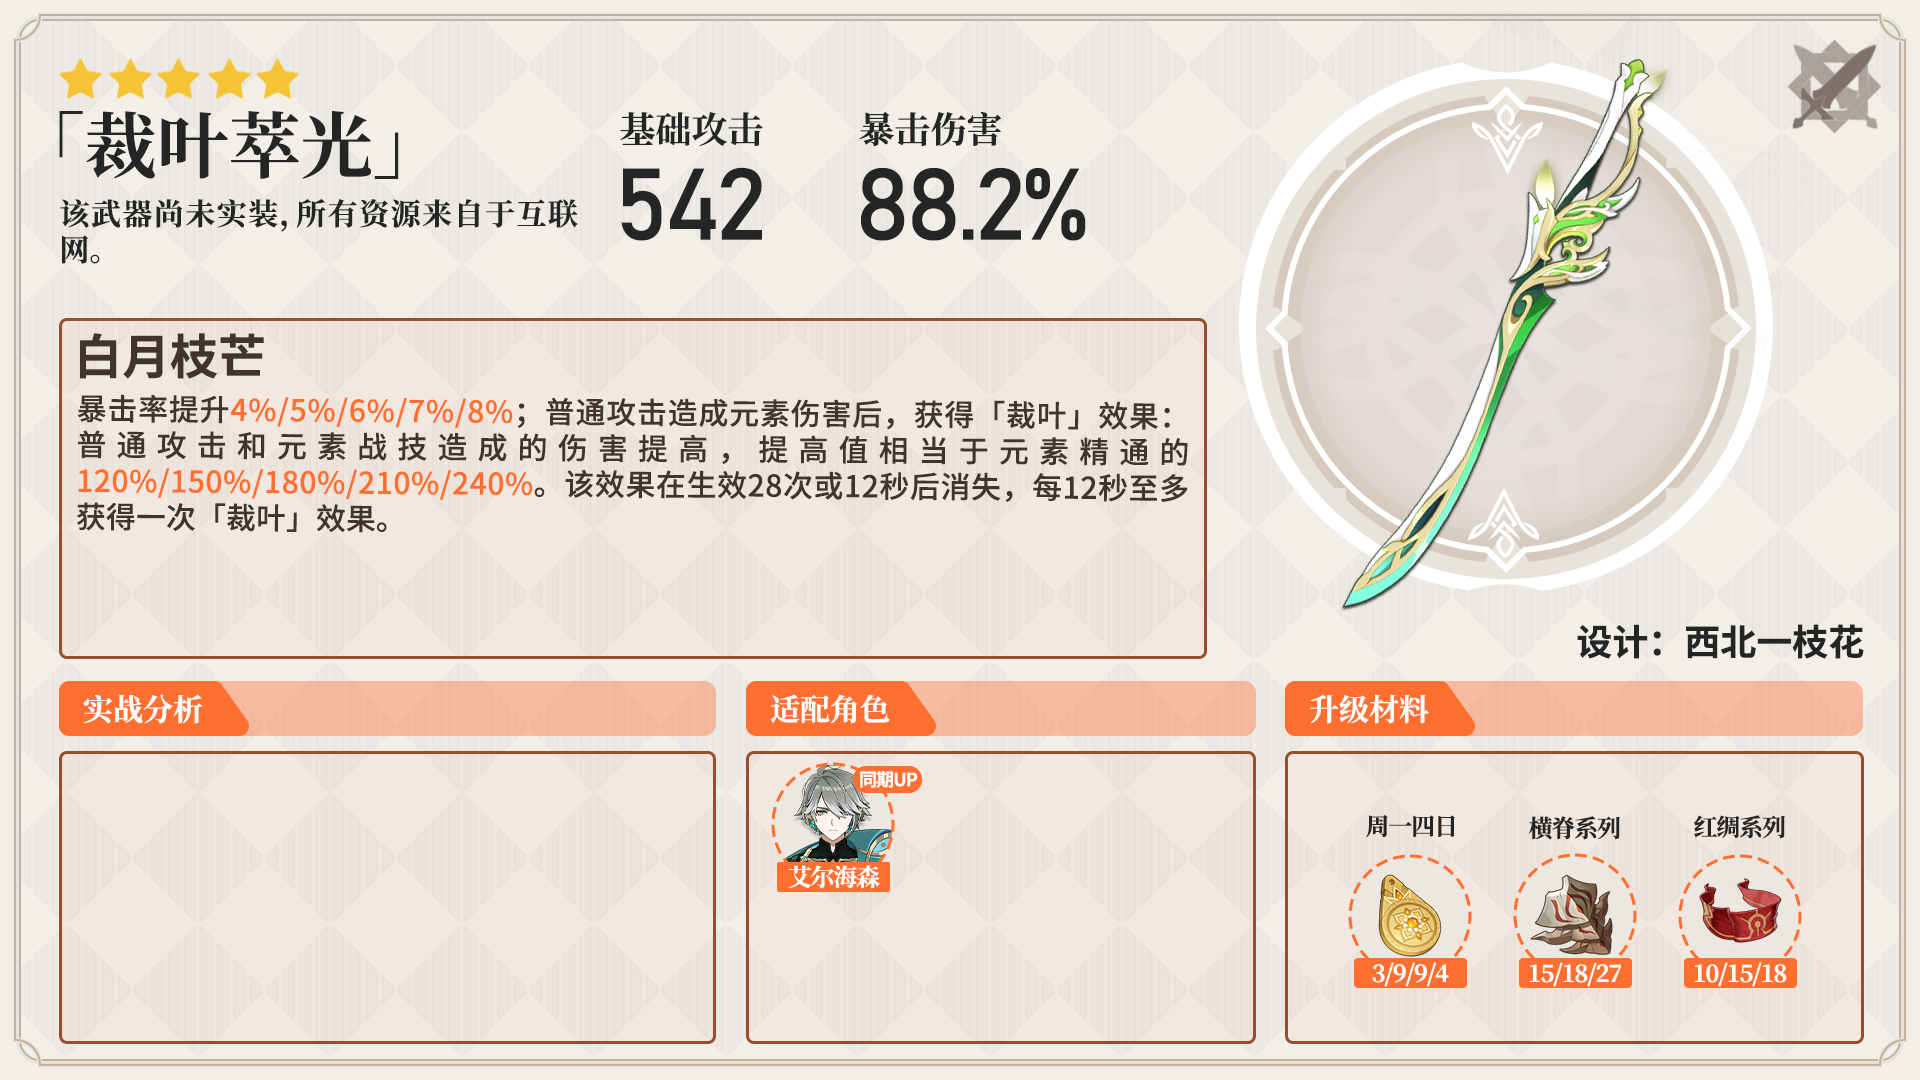 「裁叶萃光」
该武器尚未实装，所有资源来自于互联
网。
基础攻击
542
暴击伤害
88.2%
白月枝芒
暴击率提升4%/5%/6%/7%/8%；普通攻击造成元素伤害后，获得「裁叶」效果：
普通攻击和元素战技造成的伤害提高，提高值相当于元素精通的
120%/150%/180%/210%/240%。该效果在生效28次或12秒后消失，每12秒至多
获得一次「裁叶」效果。
设计：西北一枝花
实战分析
适配角色
同期UP
艾尔海森
升级材料
周一四日
3/9/9/4
横脊系列
15/18/27
红绸系列
10/15/18